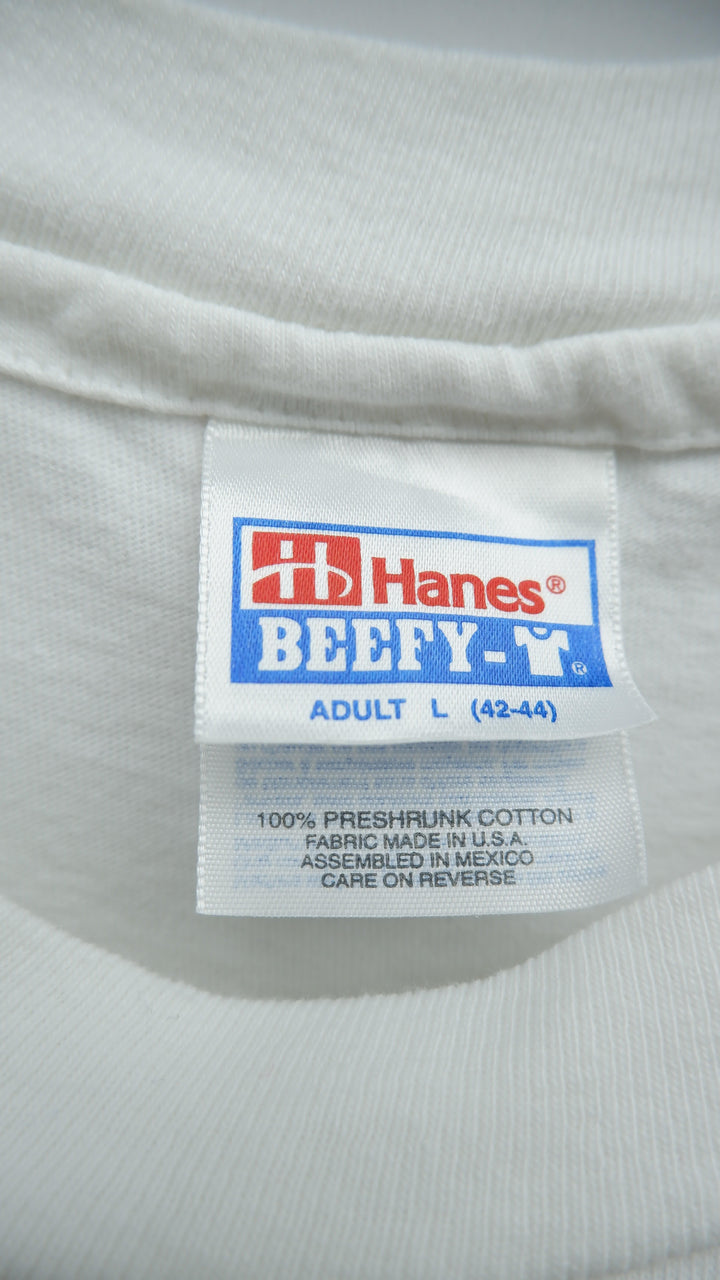 Hanes®
BEEFY-T®
ADULT L (42-44)
100% PRESHRUNK COTTON
FABRIC MADE IN U.S.A.
ASSEMBLED IN MEXICO
CARE ON REVERSE